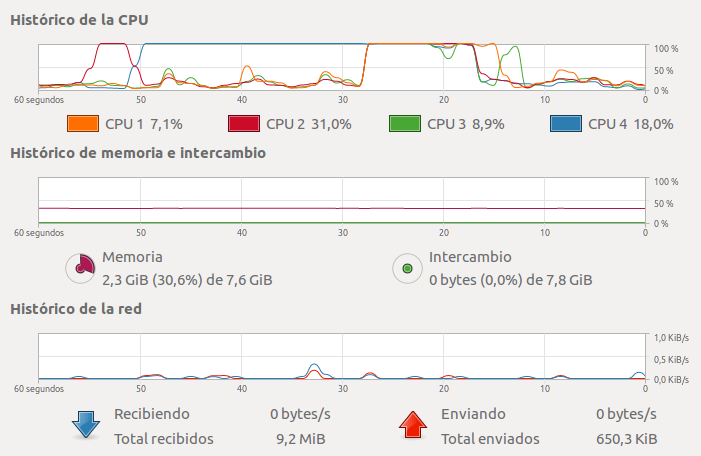 Histórico de la CPU
100 %
50 %
0 %
60 segundos 50 40 30 20 10 0
CPU 1 7,1% CPU 2 31,0% CPU 3 8,9% CPU 4 18,0%
Histórico de memoria e intercambio
100 %
50 %
0 %
60 segundos 50 40 30 20 10 0
Memoria
2,3 GiB (30,6%) de 7,6 GiB
Intercambio
0 bytes (0,0%) de 7,8 GiB
Histórico de la red
1,0 KiB/s
0,5 KiB/s
0,0 KiB/s
60 segundos 50 40 30 20 10 0
Recibiendo 0 bytes/s
Total recibidos 9,2 MiB
Enviando 0 bytes/s
Total enviados 650,3 KiB